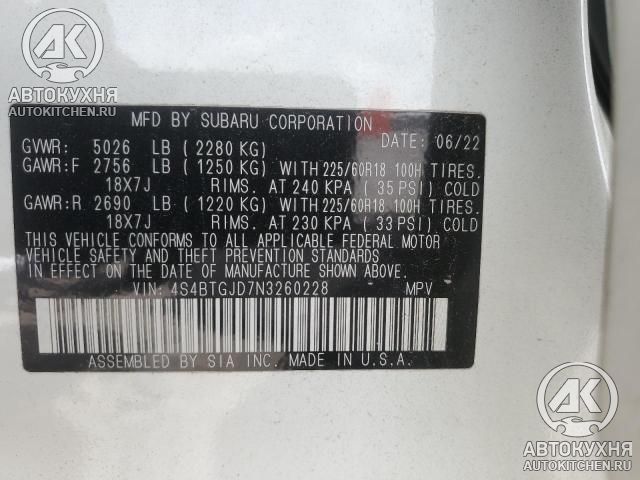 AK
АВТОКУХНЯ
AUTOKITCHEN.RU
MFD BY SUBARU CORPORATION
GVWR: 5026 LB (2280 KG) DATE: 06/22
GAWR:F 2756 LB (1250 KG) WITH 225/60R18 100H TIRES.
18X7J RIMS. AT 240 KPA (35 PSI) COLD
GAWR:R 2690 LB (1220 KG) WITH 225/60R18 100H TIRES.
18X7J RIMS. AT 230 KPA (33 PSI) COLD
THIS VEHICLE CONFORMS TO ALL APPLICABLE FEDERAL MOTOR
VEHICLE SAFETY AND THEFT PREVENTION STANDARDS
IN EFFECT ON THE DATE OF MANUFACTURE SHOWN ABOVE.
VIN: 4S4BTGJD7N3260228 MPV
ASSEMBLED BY SIA INC. MADE IN U.S.A.
AK
АВТОКУХНЯ
AUTOKITCHEN.RU